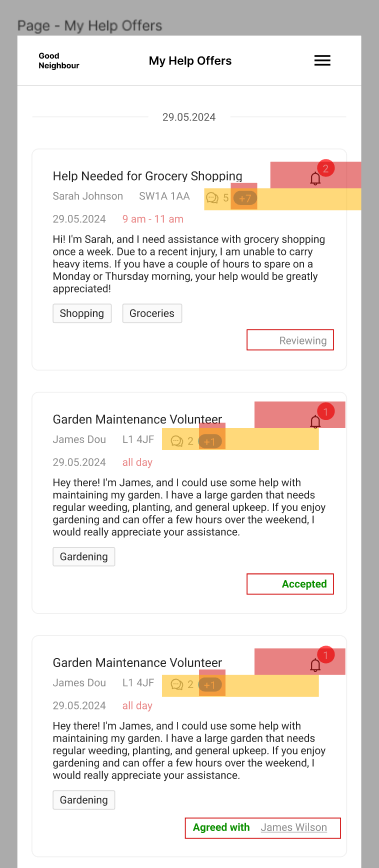 Page - My Help Offers
Good
Neighbour
My Help Offers
29.05.2024
Help Needed for Grocery Shopping
2
Sarah Johnson SW1A 1AA 5 +7
29.05.2024 9 am - 11 am
Hi! I'm Sarah, and I need assistance with grocery shopping
once a week. Due to a recent injury, I am unable to carry
heavy items. If you have a couple of hours to spare on a
Monday or Thursday morning, your help would be greatly
appreciated!
Shopping Groceries
Reviewing
Garden Maintenance Volunteer
1
James Dou L1 4JF 2 +1
29.05.2024 all day
Hey there! I'm James, and I could use some help with
maintaining my garden. I have a large garden that needs
regular weeding, planting, and general upkeep. If you enjoy
gardening and can offer a few hours over the weekend, I
would really appreciate your assistance.
Gardening
Accepted
Garden Maintenance Volunteer
1
James Dou L1 4JF 2 +1
29.05.2024 all day
Hey there! I'm James, and I could use some help with
maintaining my garden. I have a large garden that needs
regular weeding, planting, and general upkeep. If you enjoy
gardening and can offer a few hours over the weekend, I
would really appreciate your assistance.
Gardening
Agreed with James Wilson